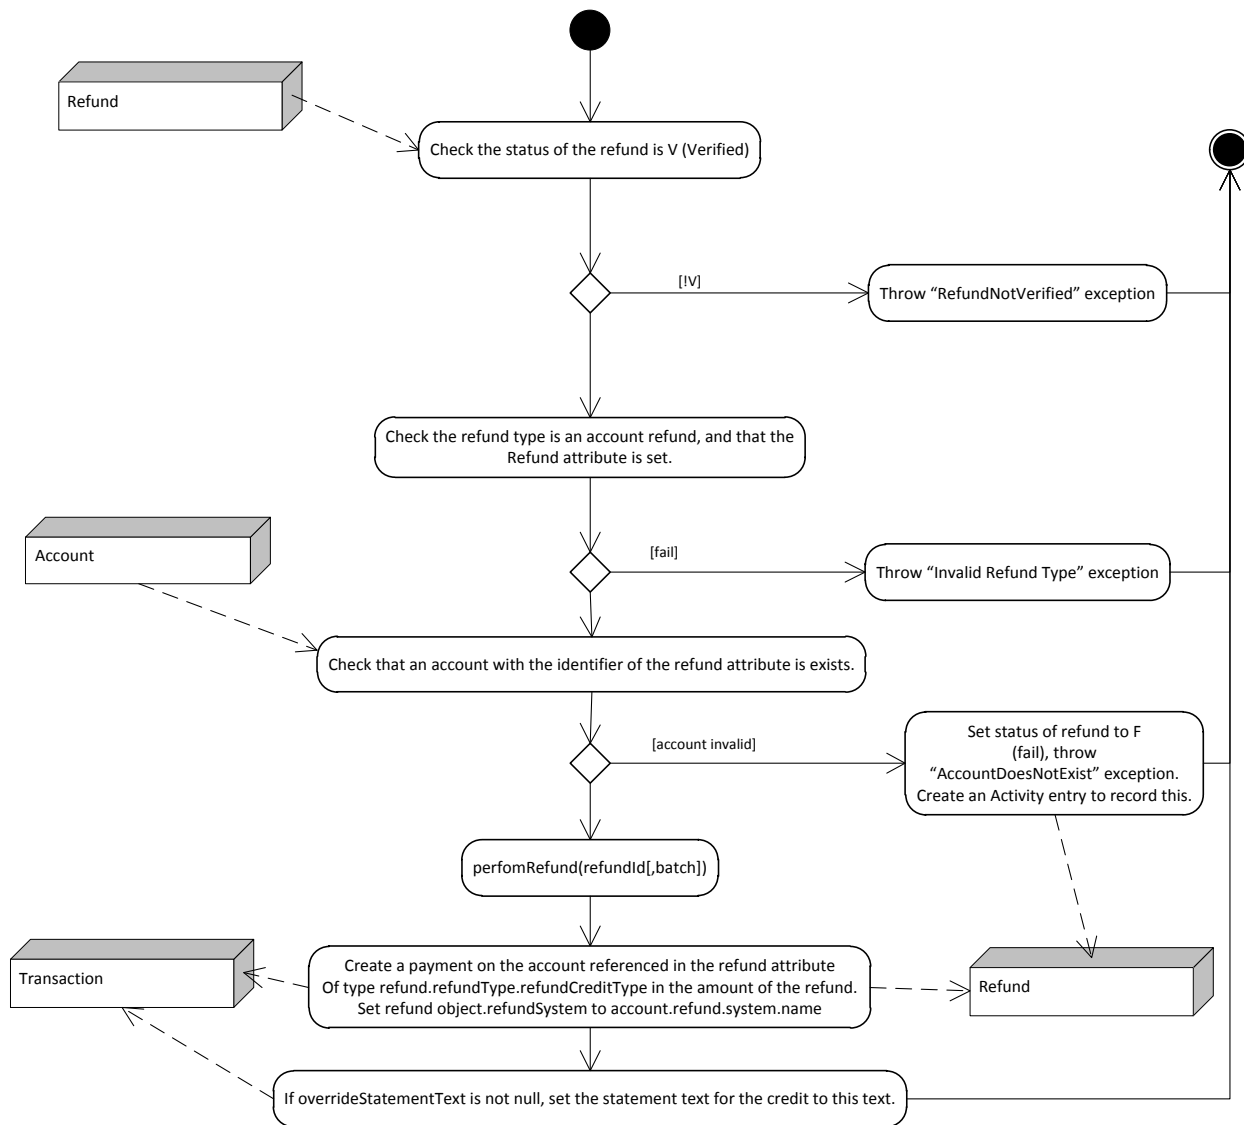 Refund
Check the status of the refund is V (Verified)
[!V]
Throw “RefundNotVerified” exception
Check the refund type is an account refund, and that the
Refund attribute is set.
Account
[fail]
Throw “Invalid Refund Type” exception
Check that an account with the identifier of the refund attribute is exists.
[account invalid]
Set status of refund to F
(fail), throw
“AccountDoesNotExist” exception.
Create an Activity entry to record this.
perfomRefund(refundId[,batch])
Transaction
Create a payment on the account referenced in the refund attribute
Of type refund.refundType.refundCreditType in the amount of the refund.
Set refund object.refundSystem to account.refund.system.name
Refund
If overrideStatementText is not null, set the statement text for the credit to this text.